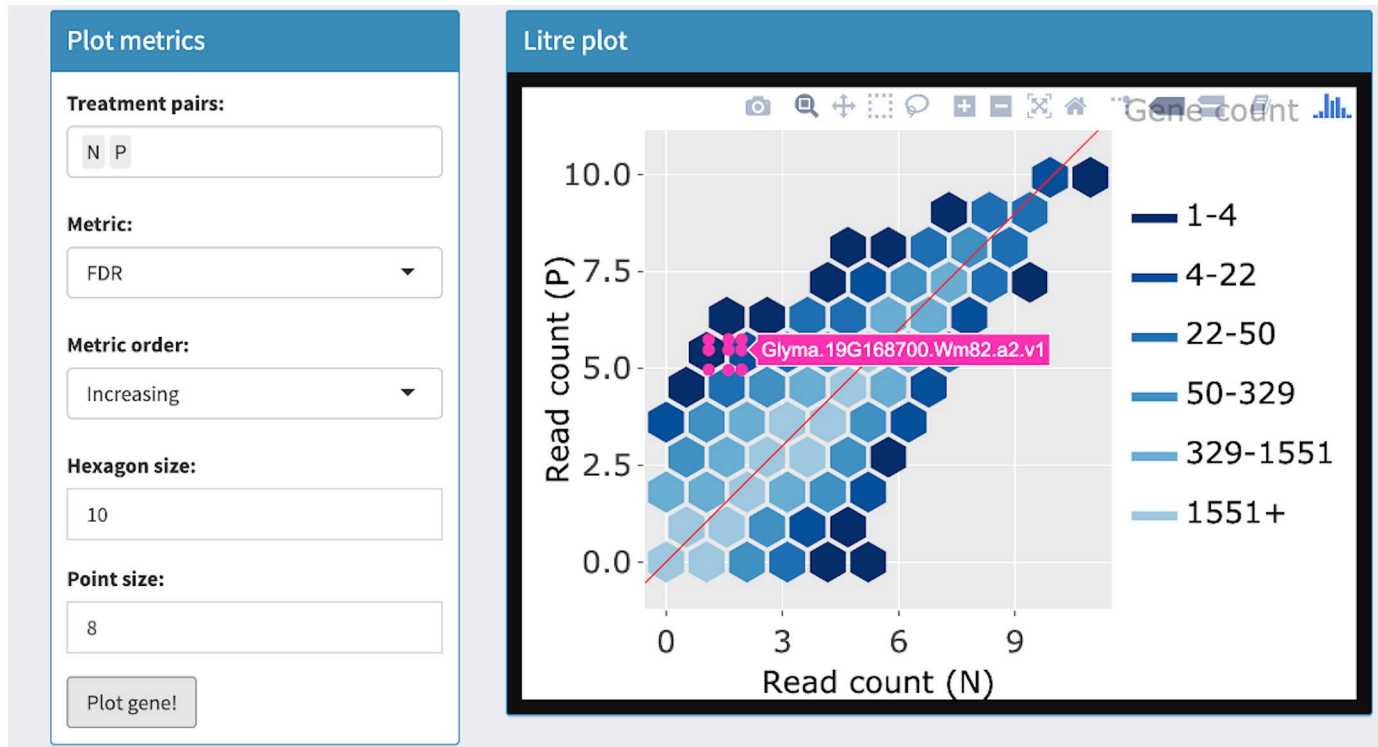 Plot metrics
Treatment pairs:
N P
Metric:
FDR
Metric order:
Increasing
Hexagon size:
10
Point size:
8
Plot gene!
Litre plot
Gene count
10.0
7.5
5.0
2.5
0.0
Read count (P)
Glyma.19G168700.Wm82.a2.v1
0 3 6 9
Read count (N)
1-4
4-22
22-50
50-329
329-1551
1551+